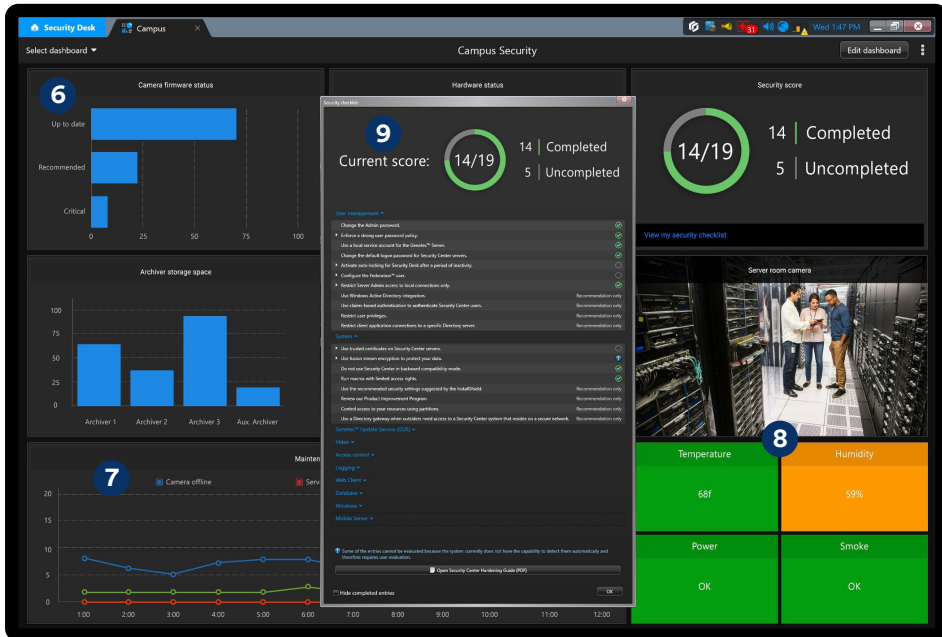 Security Desk
Campus
31
Wed 1:47 PM
Select dashboard
Campus Security
Edit dashboard
6
Camera firmware status
Up to date
Recommended
Critical
0 25 50 75 100
Hardware status
Security score
14/19
14 | Completed
5 | Uncompleted
View my security checklist
Security checklist
9
Current score:
14/19
14 | Completed
5 | Uncompleted
User management
Change the Admin password.
Enforce a strong user password policy.
Use a local service account for the Genetec™ Server.
Change the default logon password for Security Center servers.
Activate auto-locking for Security Desk after a period of inactivity.
Configure the Federation™ user.
Restrict Server Admin access to local connections only.
Use Windows Active Directory integration. Recommendation only
Use claims-based authentication to authenticate Security Center users. Recommendation only
Restrict user privileges. Recommendation only
Restrict client application connections to a specific Directory server. Recommendation only
System
Use trusted certificates on Security Center servers.
Use fusion stream encryption to protect your data.
Do not use Security Center in backward compatibility mode.
Run macros with limited access rights.
Use the recommended security settings suggested by the InstallShield. Recommendation only
Review our Product Improvement Program. Recommendation only
Control access to your resources using partitions. Recommendation only
Use a Directory gateway when outsiders need access to a Security Center system that resides on a secure network. Recommendation only
Genetec™ Update Service (GUS)
Video
Access control
Logging
Web Client
Database
Windows
Mobile Server
Some of the entries cannot be evaluated because the system currently does not have the capability to detect them automatically and
therefore requires user evaluation.
Open Security Center Hardening Guide (PDF)
Hide completed entries
OK
Archiver storage space
100
75
50
25
0
Archiver 1 Archiver 2 Archiver 3 Aux. Archiver
Server room camera
7
Mainten
Camera offline
Serv
20
15
10
5
0
1:00 2:00 3:00 4:00 5:00 6:00 7:00 8:00 9:00 10:00 11:00 12:00
8
Temperature
68f
Humidity
59%
Power
OK
Smoke
OK